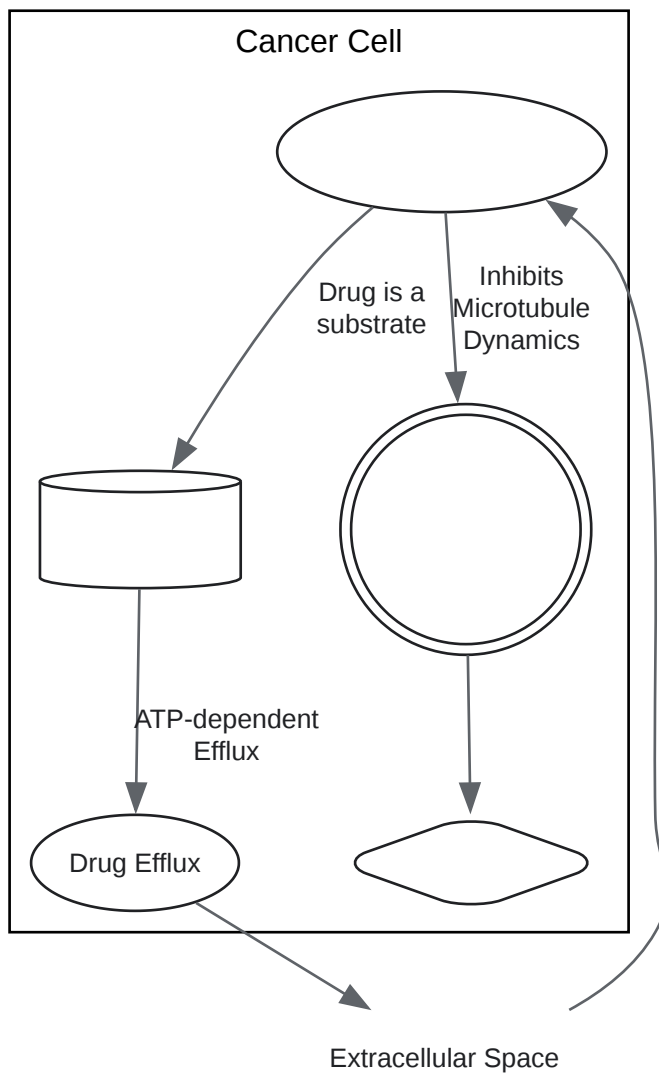 Cancer Cell
Drug is a
substrate
Inhibits
Microtubule
Dynamics
ATP-dependent
Efflux
Drug Efflux
Extracellular Space